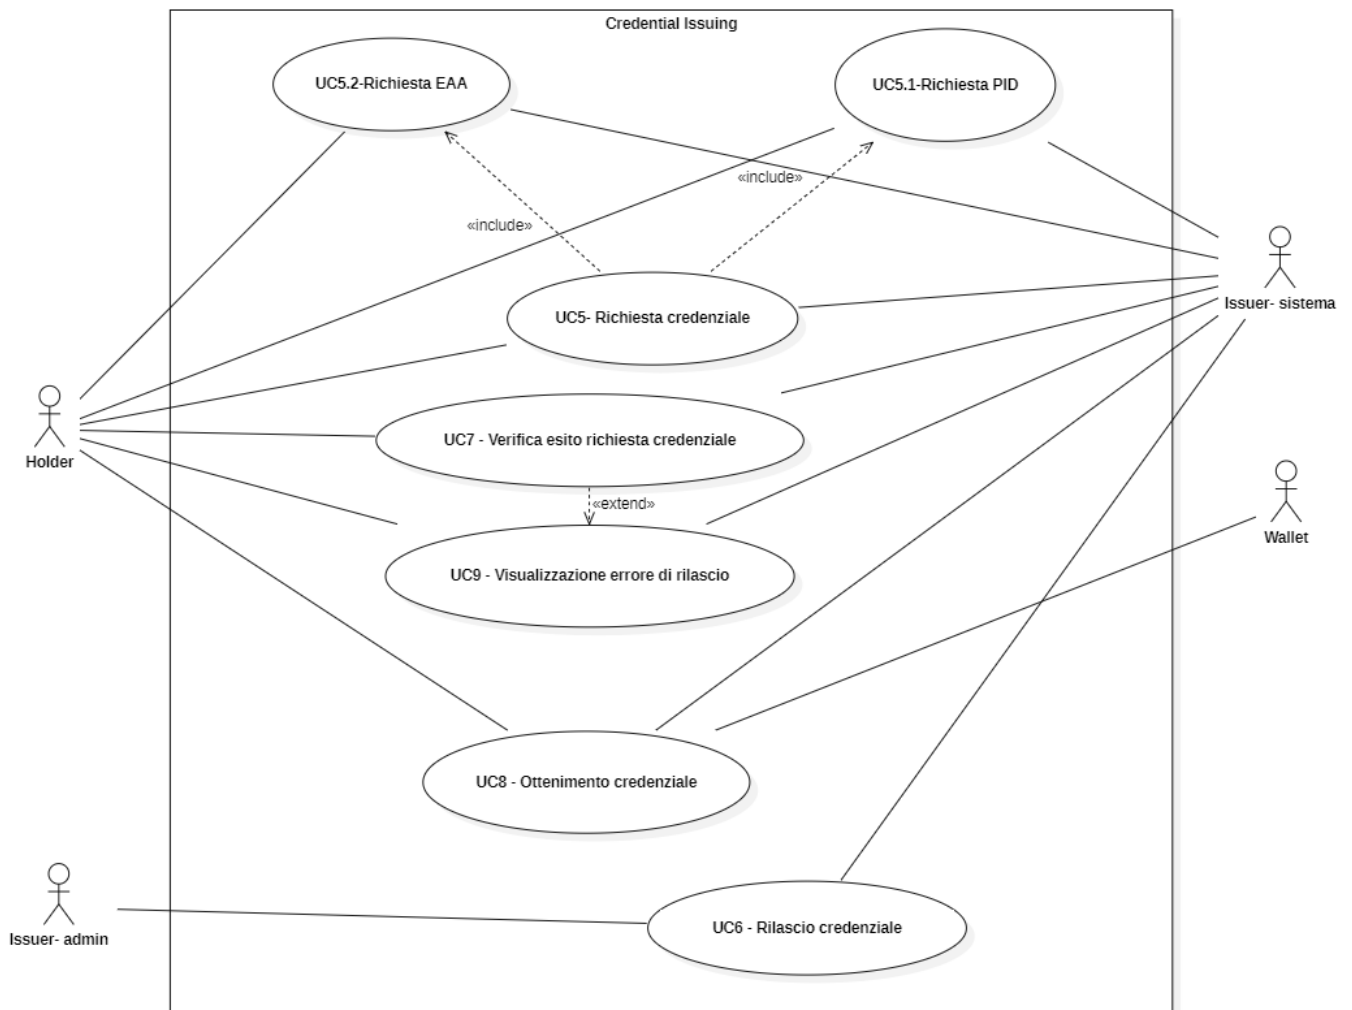 Credential Issuing
UC5.2-Richiesta EAA
UC5.1-Richiesta PID
«include»
«include»
Issuer- sistema
UC5- Richiesta credenziale
Holder
UC7 - Verifica esito richiesta credenziale
«extend»
Wallet
UC9 - Visualizzazione errore di rilascio
UC8 - Ottenimento credenziale
Issuer- admin
UC6 - Rilascio credenziale